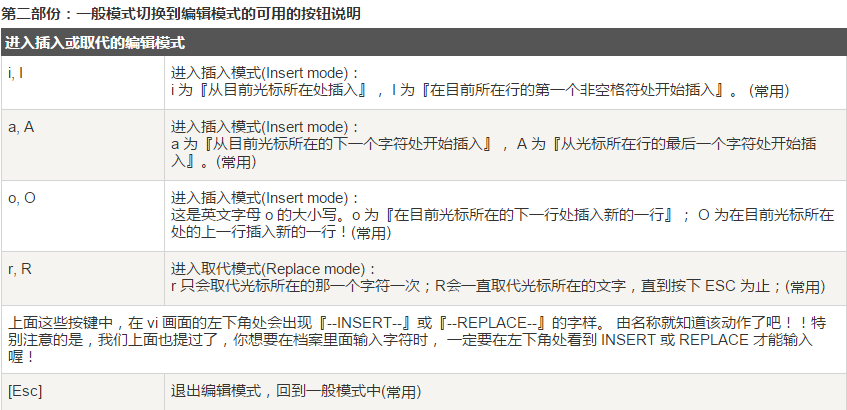 第二部份：一般模式切换到编辑模式的可用的按钮说明
进入插入或取代的编辑模式
i, I
进入插入模式(Insert mode)：
i 为『从目前光标所在处插入』， I 为『在目前所在行的第一个非空格符处开始插入』。 (常用)
a, A
进入插入模式(Insert mode)：
a 为『从目前光标所在的下一个字符处开始插入』， A 为『从光标所在行的最后一个字符处开始插
入』。(常用)
o, O
进入插入模式(Insert mode)：
这是英文字母 o 的大小写。o 为『在目前光标所在的下一行处插入新的一行』； O 为在目前光标所在
处的上一行插入新的一行！(常用)
r, R
进入取代模式(Replace mode)：
r 只会取代光标所在的那一个字符一次；R会一直取代光标所在的文字，直到按下 ESC 为止；(常用)
上面这些按键中，在 vi 画面的左下角处会出现『--INSERT--』或『--REPLACE--』的字样。 由名称就知道该动作了吧！！特
别注意的是，我们上面也提过了，你想要在档案里面输入字符时， 一定要在左下角处看到 INSERT 或 REPLACE 才能输入
喔！
[Esc]
退出编辑模式，回到一般模式中(常用)